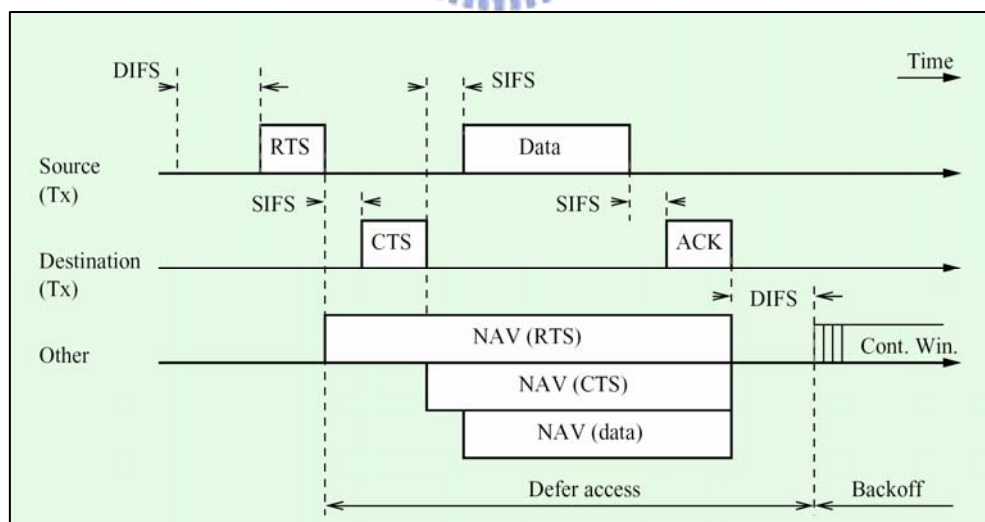 Time
DIFS
SIFS
RTS
Data
Source
(Tx)
SIFS
SIFS
CTS
ACK
Destination
(Tx)
DIFS
NAV (RTS)
Other
Cont. Win.
NAV (CTS)
NAV (data)
Defer access
Backoff